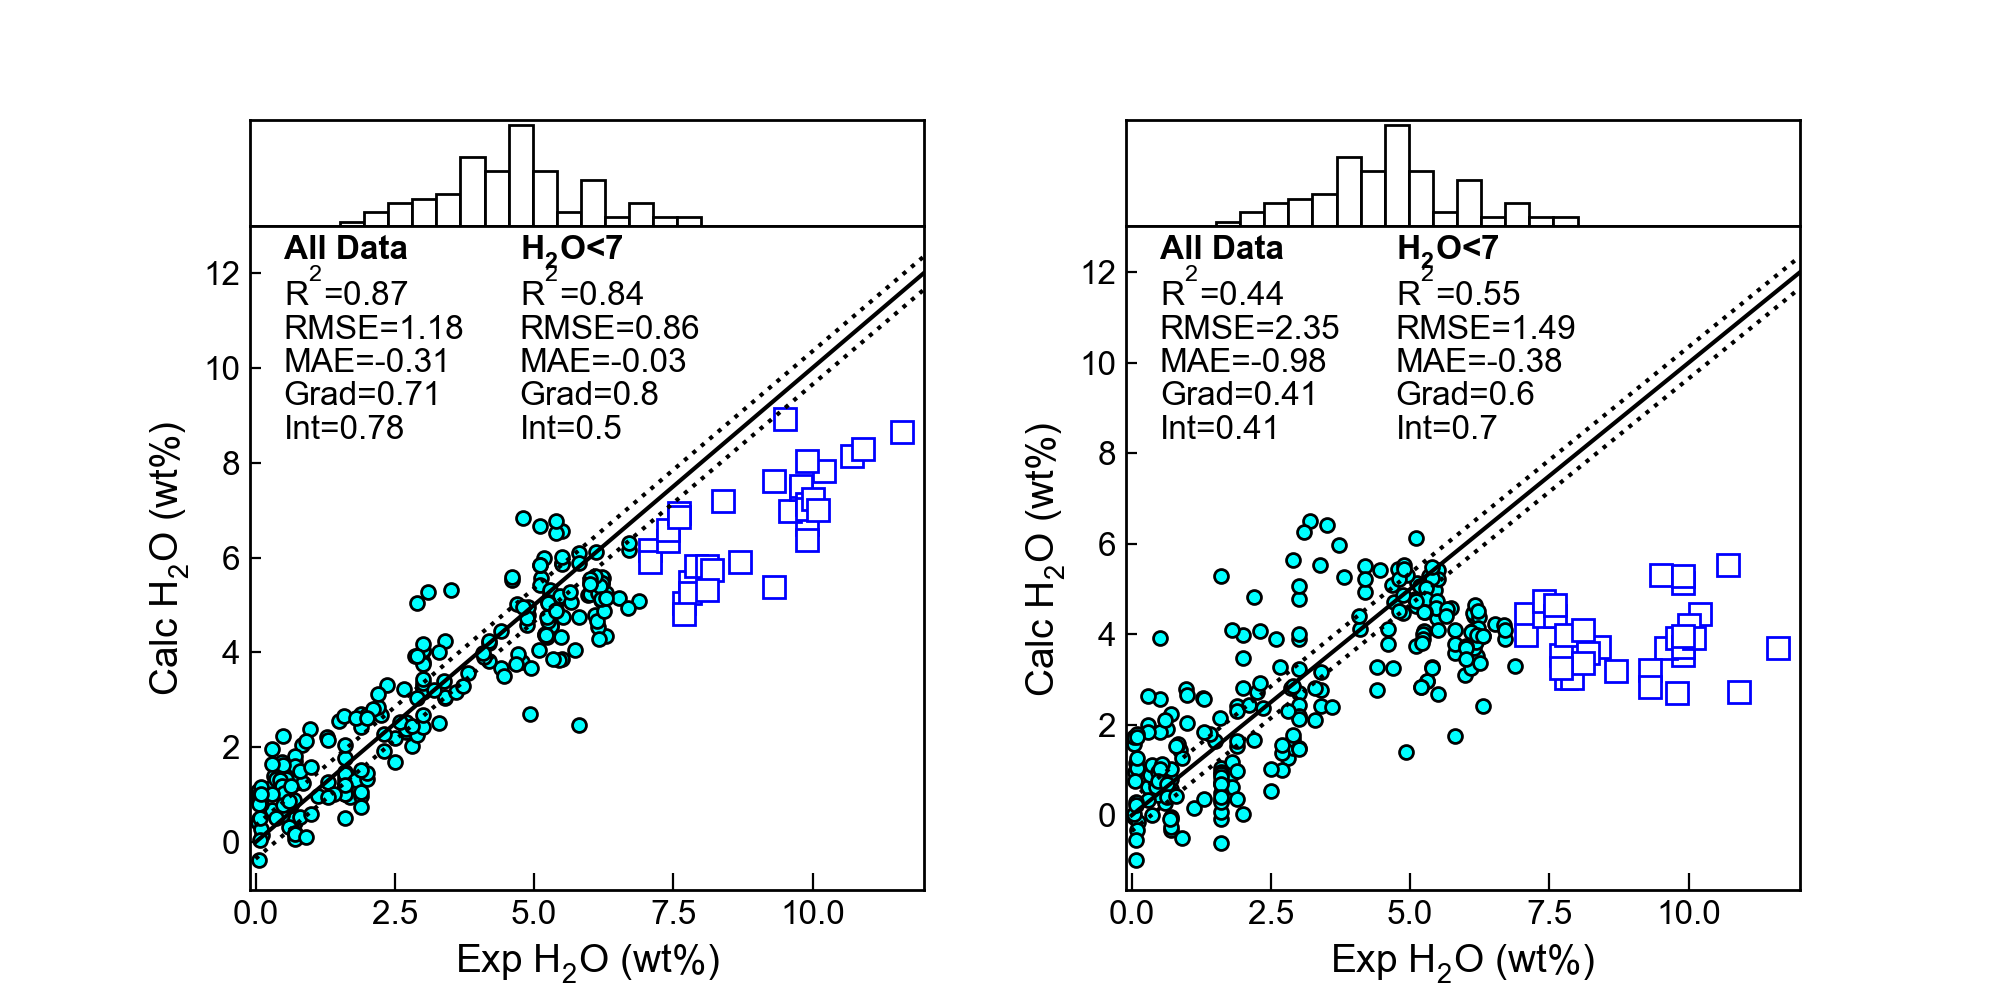 All Data H₂O<7
R²=0.87 R²=0.84
RMSE=1.18 RMSE=0.86
MAE=-0.31 MAE=-0.03
Grad=0.71 Grad=0.8
Int=0.78 Int=0.5
12
10
8
6
4
2
0
Calc H₂O (wt%)
0.0 2.5 5.0 7.5 10.0
Exp H₂O (wt%)
All Data H₂O<7
R²=0.44 R²=0.55
RMSE=2.35 RMSE=1.49
MAE=-0.98 MAE=-0.38
Grad=0.41 Grad=0.6
Int=0.41 Int=0.7
12
10
8
6
4
2
0
Calc H₂O (wt%)
0.0 2.5 5.0 7.5 10.0
Exp H₂O (wt%)